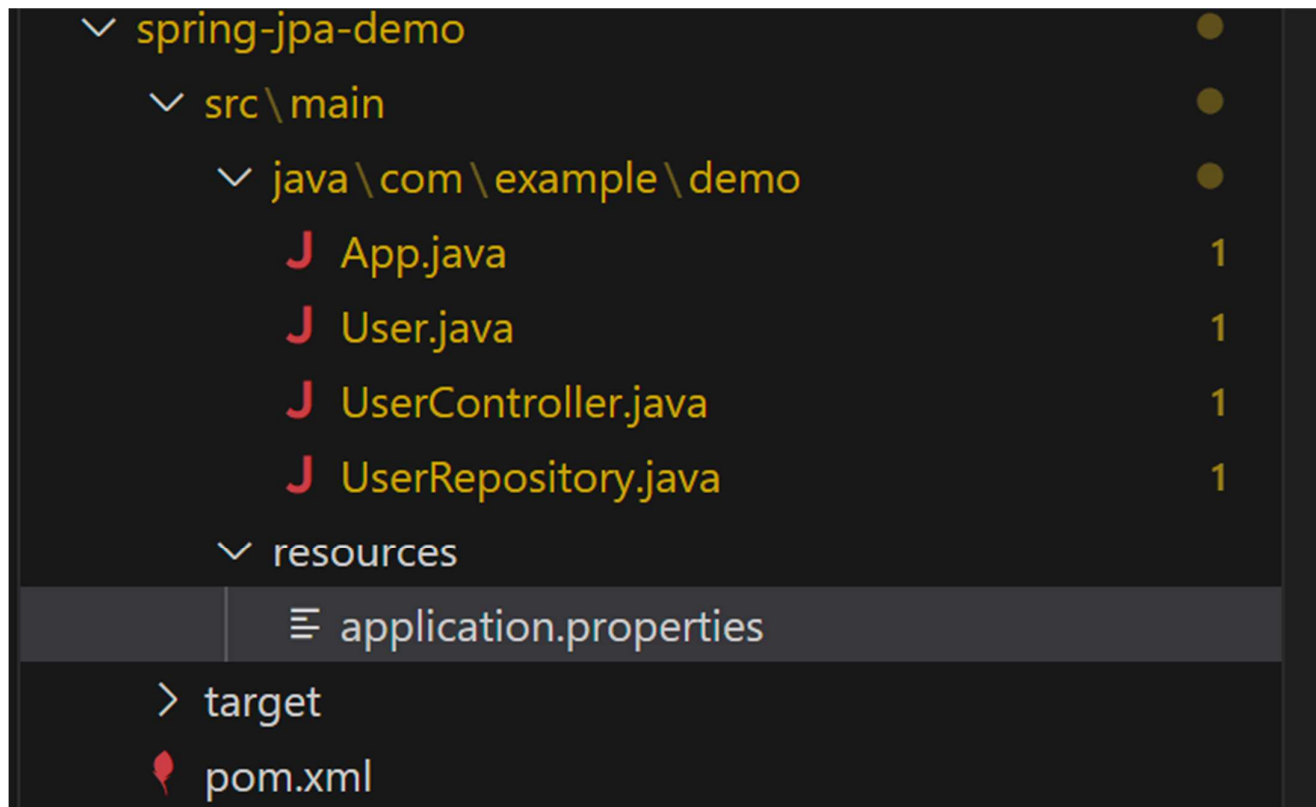 spring-jpa-demo
src\main
java\com\example\demo
App.java 1
User.java 1
UserController.java 1
UserRepository.java 1
resources
application.properties
target
pom.xml